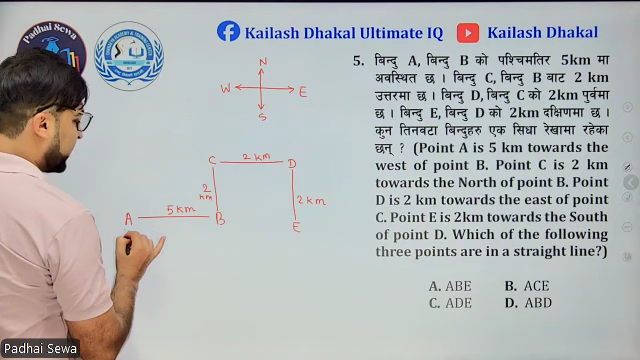 Padhai Sewa
Kailash Dhakal Ultimate IQ
Kailash Dhakal
N
W
E
S
C 2 km D
2 km
2 km
5 km
A
B
E
5. बिन्दु A, बिन्दु B को पश्चिमतिर 5km मा
अवस्थित छ । बिन्दु C, बिन्दु B बाट 2 km
उत्तरमा छ । बिन्दु D, बिन्दु C को 2km पुर्वमा
छ। बिन्दु E, बिन्दु D को 2km दक्षिणमा छ ।
कुन तिनवटा बिन्दुहरु एक सिधा रेखामा रहेका
छन् ? (Point A is 5 km towards the
west of point B. Point C is 2 km
towards the North of point B. Point
D is 2 km towards the east of point
C. Point E is 2km towards the South
of point D. Which of the following
three points are in a straight line?)
A. ABE B. ACE
C. ADE D. ABD
Padhai Sewa